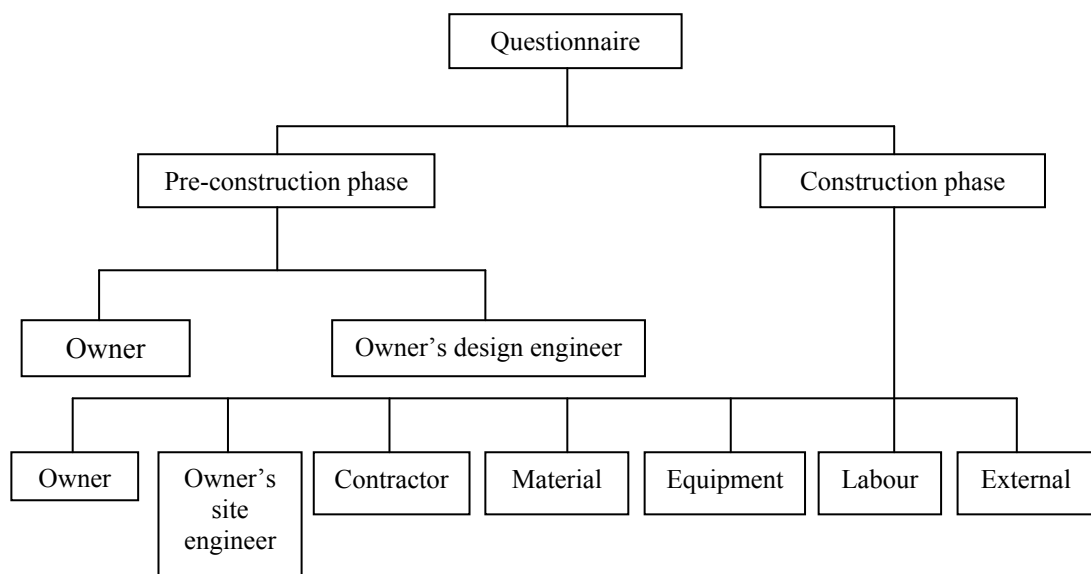 Questionnaire
Pre-construction phase
Construction phase
Owner
Owner’s design engineer
Owner
Owner’s
site
engineer
Contractor
Material
Equipment
Labour
External